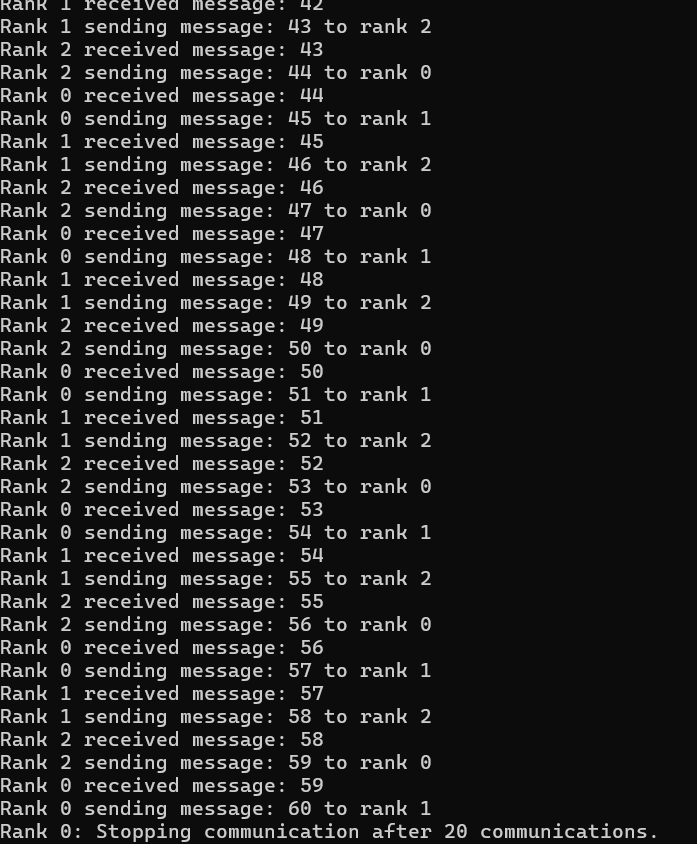 Rank 1 received message: 42
Rank 1 sending message: 43 to rank 2
Rank 2 received message: 43
Rank 2 sending message: 44 to rank 0
Rank 0 received message: 44
Rank 0 sending message: 45 to rank 1
Rank 1 received message: 45
Rank 1 sending message: 46 to rank 2
Rank 2 received message: 46
Rank 2 sending message: 47 to rank 0
Rank 0 received message: 47
Rank 0 sending message: 48 to rank 1
Rank 1 received message: 48
Rank 1 sending message: 49 to rank 2
Rank 2 received message: 49
Rank 2 sending message: 50 to rank 0
Rank 0 received message: 50
Rank 0 sending message: 51 to rank 1
Rank 1 received message: 51
Rank 1 sending message: 52 to rank 2
Rank 2 received message: 52
Rank 2 sending message: 53 to rank 0
Rank 0 received message: 53
Rank 0 sending message: 54 to rank 1
Rank 1 received message: 54
Rank 1 sending message: 55 to rank 2
Rank 2 received message: 55
Rank 2 sending message: 56 to rank 0
Rank 0 received message: 56
Rank 0 sending message: 57 to rank 1
Rank 1 received message: 57
Rank 1 sending message: 58 to rank 2
Rank 2 received message: 58
Rank 2 sending message: 59 to rank 0
Rank 0 received message: 59
Rank 0 sending message: 60 to rank 1
Rank 0: Stopping communication after 20 communications.